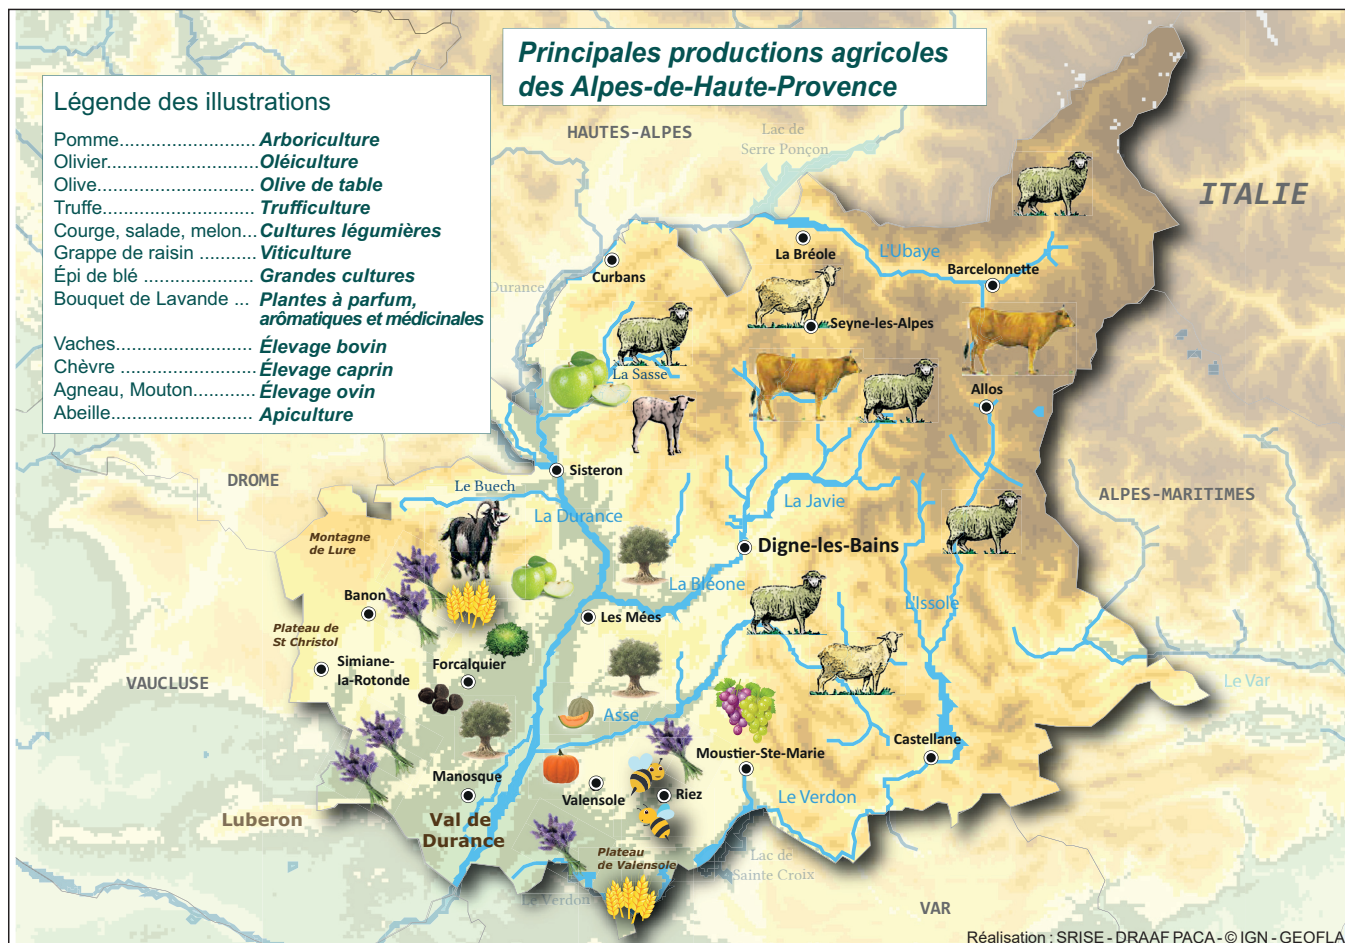 Principales productions agricoles
des Alpes-de-Haute-Provence
Légende des illustrations
Pomme.......................... Arboriculture
Olivier............................ Oléiculture
Olive.............................. Olive de table
Truffe............................. Trufficulture
Courge, salade, melon... Cultures légumières
Grappe de raisin ........... Viticulture
Épi de blé ..................... Grandes cultures
Bouquet de Lavande ... Plantes à parfum,
arômatiques et médicinales
Vaches.......................... Élevage bovin
Chèvre .......................... Élevage caprin
Agneau, Mouton............ Élevage ovin
Abeille........................... Apiculture
HAUTES-ALPES
Lac de
Serre Ponçon
ITALIE
La Bréole
L'Ubaye
Curbans
Barcelonnette
Durance
Seyne-les-Alpes
La Sasse
Allos
Sisteron
DROME
Le Buech
La Durance
La Javie
ALPES-MARITIMES
Montagne
de Lure
Digne-les-Bains
La Bléone
Banon
L'Issole
Les Mées
Plateau de
St Christol
Forcalquier
Simiane-
la-Rotonde
VAUCLUSE
Le Var
Asse
Moustier-Ste-Marie
Castellane
Manosque
Valensole
Riez
Le Verdon
Luberon
Val de
Durance
Plateau
de Valensole
Lac de
Sainte Croix
Le Verdon
VAR
Réalisation : SRISE - DRAAF PACA - © IGN - GEOFLA